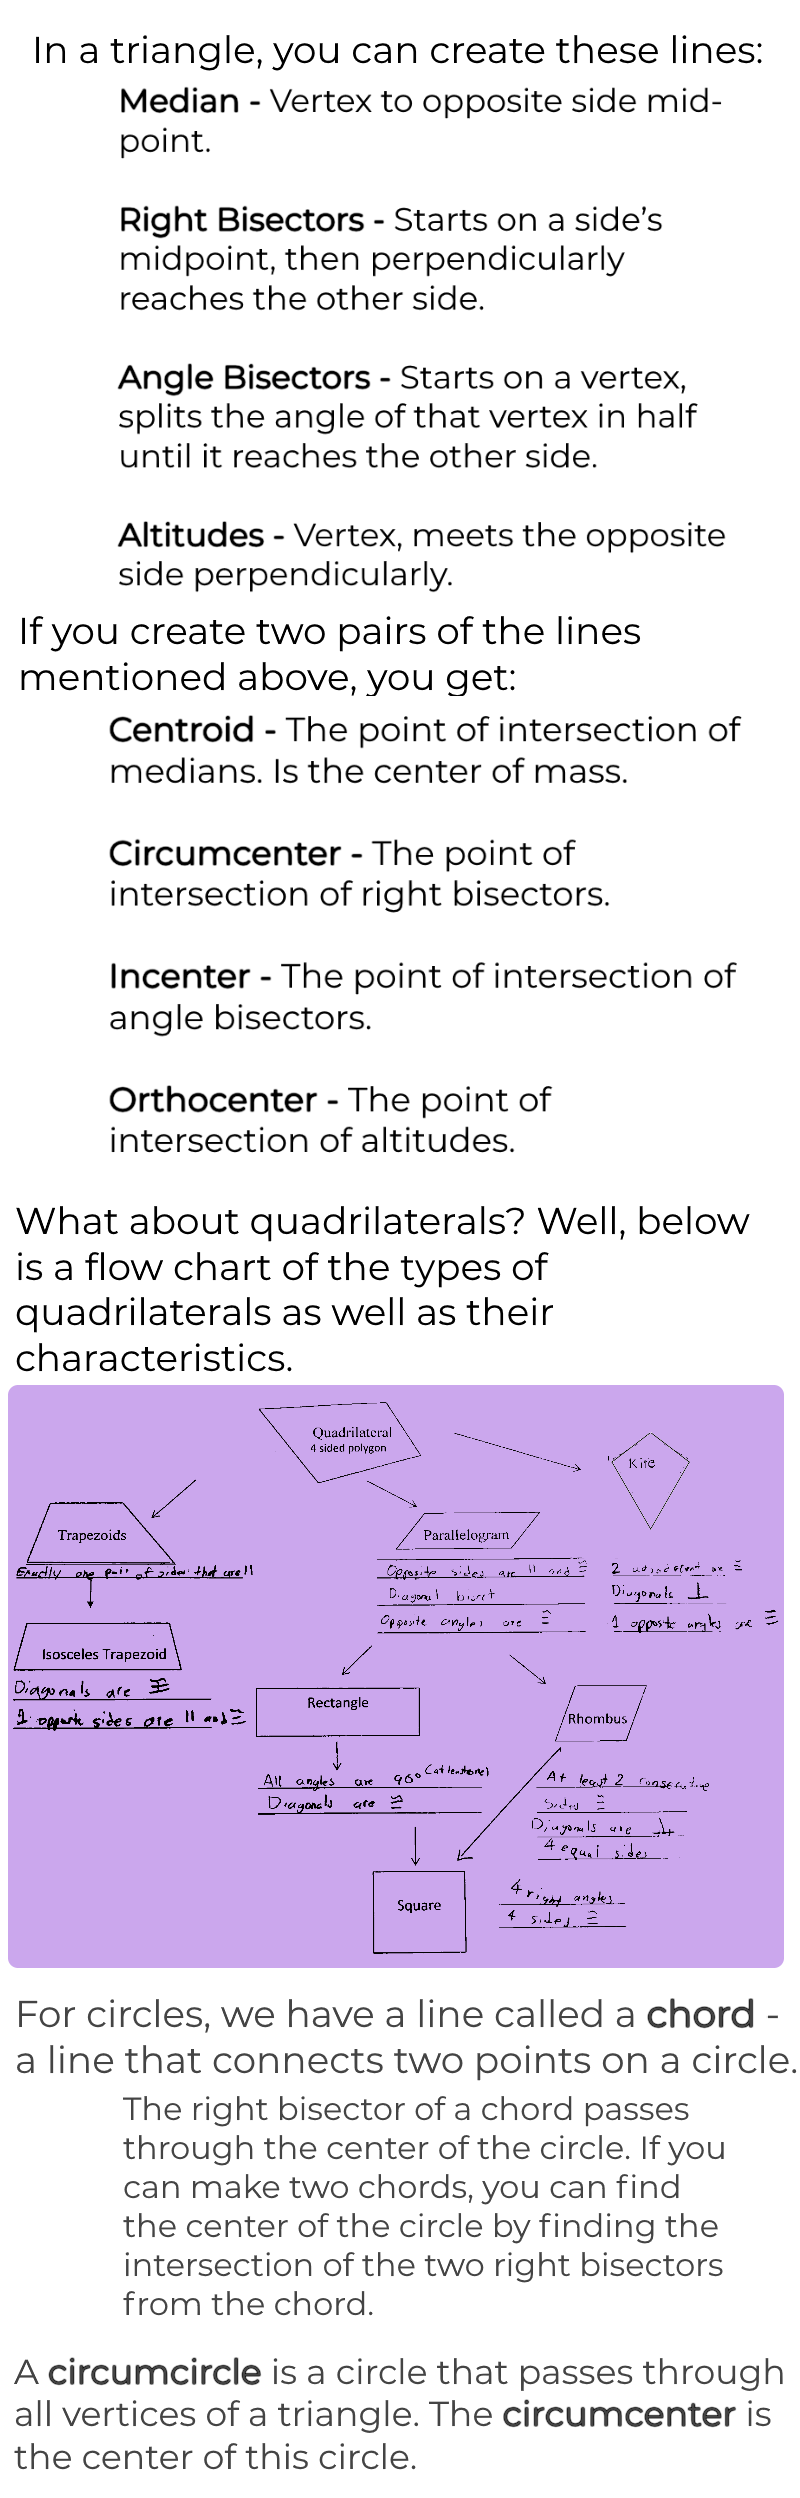 In a triangle, you can create these lines:
Median - Vertex to opposite side mid-
point.
Right Bisectors - Starts on a side’s
midpoint, then perpendicularly
reaches the other side.
Angle Bisectors - Starts on a vertex,
splits the angle of that vertex in half
until it reaches the other side.
Altitudes - Vertex, meets the opposite
side perpendicularly.
If you create two pairs of the lines
mentioned above, you get:
Centroid - The point of intersection of
medians. Is the center of mass.
Circumcenter - The point of
intersection of right bisectors.
Incenter - The point of intersection of
angle bisectors.
Orthocenter - The point of
intersection of altitudes.
What about quadrilaterals? Well, below
is a flow chart of the types of
quadrilaterals as well as their
characteristics.
Quadrilateral
4 sided polygon
Kite
2 adjacent are ≅
Diagonals ⊥
1 opposite angles are ≅
Trapezoids
Exactly one pair of sides that are ||
Parallelogram
Opposite sides are || and ≅
Diagonal bisect
Opposite angles are ≅
Isosceles Trapezoid
Diagonals are ≅
1 opposite sides are || and ≅
Rectangle
All angles are 90° (at least one)
Diagonals are ≅
Rhombus
At least 2 consecutive
sides ≅
Diagonals are ⊥
4 equal sides
Square
4 right angles
4 sides ≅
For circles, we have a line called a chord -
a line that connects two points on a circle.
The right bisector of a chord passes
through the center of the circle. If you
can make two chords, you can find
the center of the circle by finding the
intersection of the two right bisectors
from the chord.
A circumcircle is a circle that passes through
all vertices of a triangle. The circumcenter is
the center of this circle.